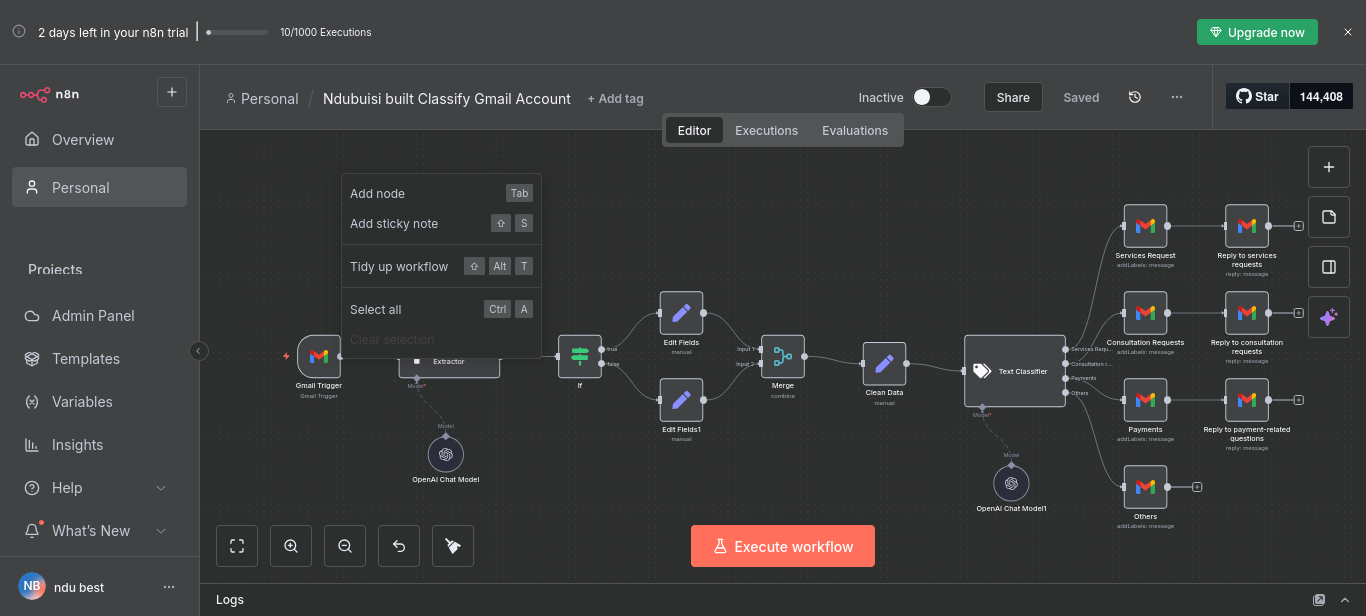 2 days left in your n8n trial
10/1000 Executions
Upgrade now
n8n
Overview
Personal
Projects
Admin Panel
Templates
Variables
Insights
Help
What's New
NB
ndu best
Personal / Ndubuisi built Classify Gmail Account
+ Add tag
Inactive
Share
Saved
Star
144,408
Editor
Executions
Evaluations
Add node
Tab
Add sticky note
⇧ S
Tidy up workflow
⇧ Alt T
Select all
Ctrl A
Clear selection
Gmail Trigger
Gmail Trigger
Extractor
Model*
Model
OpenAI Chat Model
true
false
If
Edit Fields
manual
Edit Fields1
manual
Input 1
Input 2
Merge
combine
Clean Data
manual
Text Classifier
Services Requ...
Consultation r...
Payments
Others
Model*
Model
OpenAI Chat Model1
Services Request
addLabels: message
Reply to services
requests
reply: message
Consultation Requests
addLabels: message
Reply to consultation
requests
reply: message
Payments
addLabels: message
Reply to payment-related
questions
reply: message
Others
addLabels: message
Execute workflow
Logs